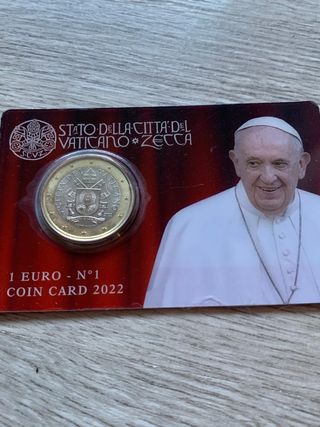 STATO DELLA CITTÀ DEL
VATICANO * ZECCA
1 EURO - N°1
COIN CARD 2022